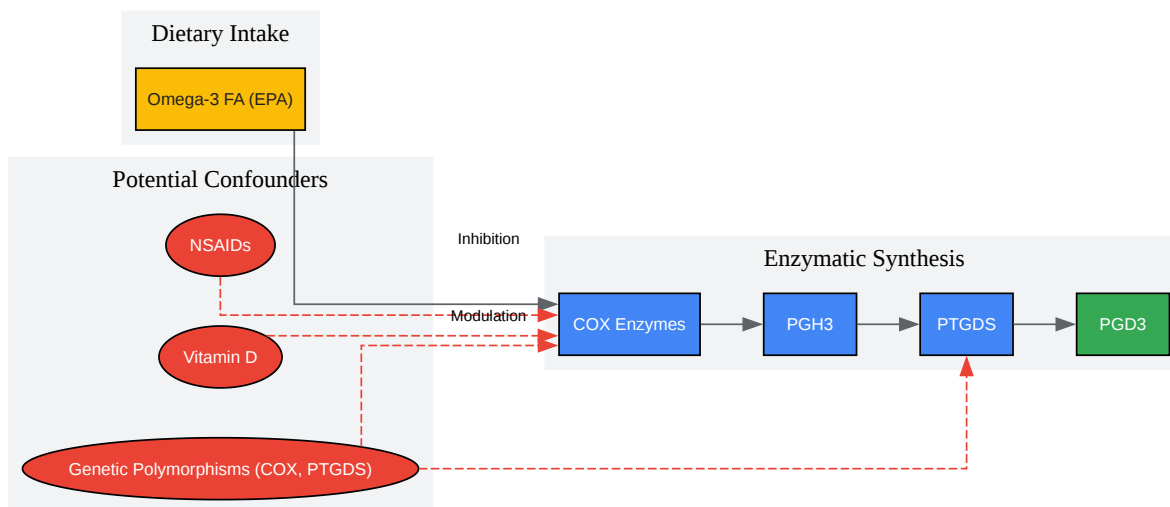 Dietary Intake
Omega-3 FA (EPA)
Potential Confounders
NSAIDs
Inhibition
Enzymatic Synthesis
Modulation
COX Enzymes
PGH3
PTGDS
PGD3
Vitamin D
Genetic Polymorphisms (COX, PTGDS)